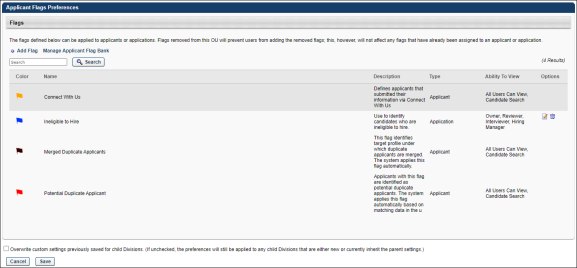 Applicant Flags Preferences
Flags
The flags defined below can be applied to applicants or applications. Flags removed from this OU will prevent users from adding the removed flags; this, however, will not affect any flags that have already been assigned to an applicant or application.
Add Flag Manage Applicant Flag Bank
Search Search (4 Results)
Color Name Description Type Ability To View Options
Connect With Us
Defines applicants that
submitted their
information via Connect
With Us
Applicant
All Users Can View,
Candidate Search
Ineligible to Hire
Use to identify
candidates who are
ineligible to hire.
Application
Owner, Reviewer,
Interviewer, Hiring
Manager
Merged Duplicate Applicants
This flag identifies
target profile under
which duplicate
applicants are merged.
The system applies this
flag automatically.
Applicant
All Users Can View,
Candidate Search
Potential Duplicate Applicant
Applicants with this flag
are identified as
potential duplicate
applicants. The system
applies this flag
automatically based on
matching data in the u
Applicant
All Users Can View,
Candidate Search
Overwrite custom settings previously saved for child Divisions. (If unchecked, the preferences will still be applied to any child Divisions that are either new or currently inherit the parent settings.)
Cancel Save